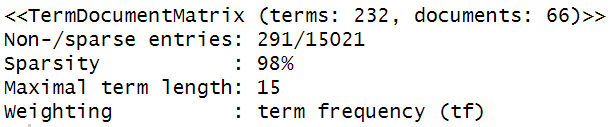 <<TermDocumentMatrix (terms: 232, documents: 66)>>
Non-/sparse entries: 291/15021
Sparsity           : 98%
Maximal term length: 15
Weighting          : term frequency (tf)